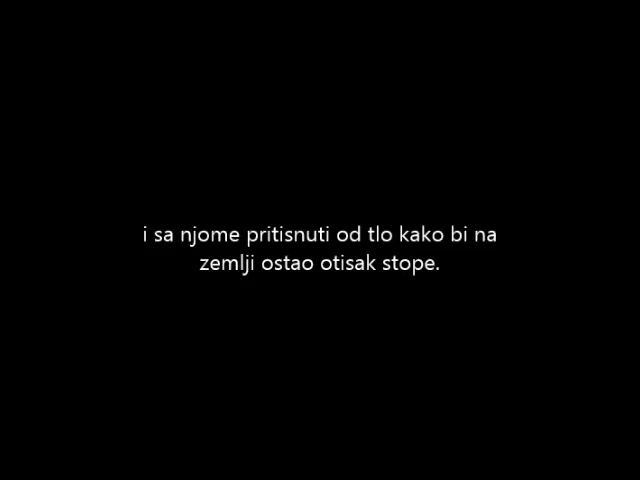 i sa njome pritisnuti od tlo kako bi na
zemlji ostao otisak stope.